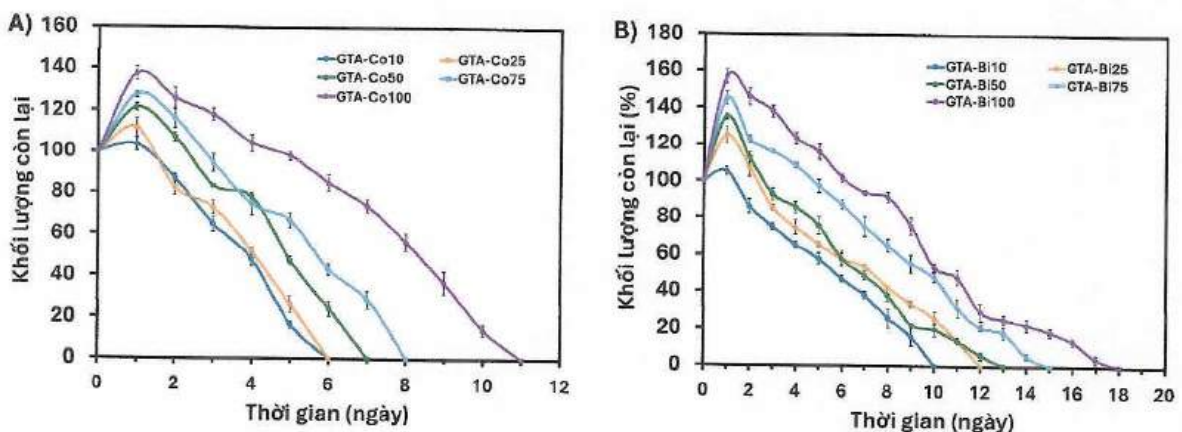 A)
Khối lượng còn lại
160
140
120
100
80
60
40
20
0
GTA-Co10 GTA-Co25
GTA-Co50 GTA-Co75
GTA-Co100
0 2 4 6 8 10 12
Thời gian (ngày)
B)
Khối lượng còn lại (%)
180
160
140
120
100
80
60
40
20
0
GTA-Bi10 GTA-Bi25
GTA-Bi50 GTA-Bi75
GTA-Bi100
0 2 4 6 8 10 12 14 16 18 20
Thời gian (ngày)